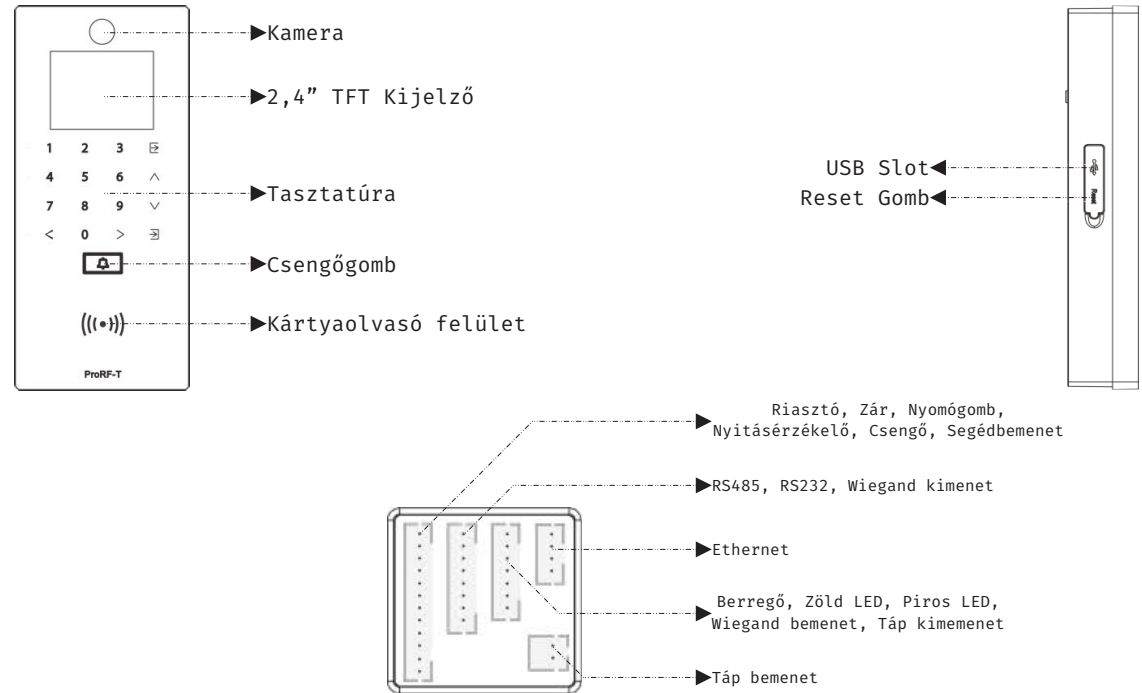 Kamera
2,4” TFT Kijelző
1 2 3
4 5 6
7 8 9
< 0 >
Tasztatúra
Csengőgomb
Kártyaolvasó felület
ProRF-T
USB Slot
Reset Gomb
Reset
Riasztó, Zár, Nyomógomb,
Nyitásérzékelő, Csengő, Segédbemenet
RS485, RS232, Wiegand kimenet
Ethernet
Berregő, Zöld LED, Piros LED,
Wiegand bemenet, Táp kimemenet
Táp bemenet